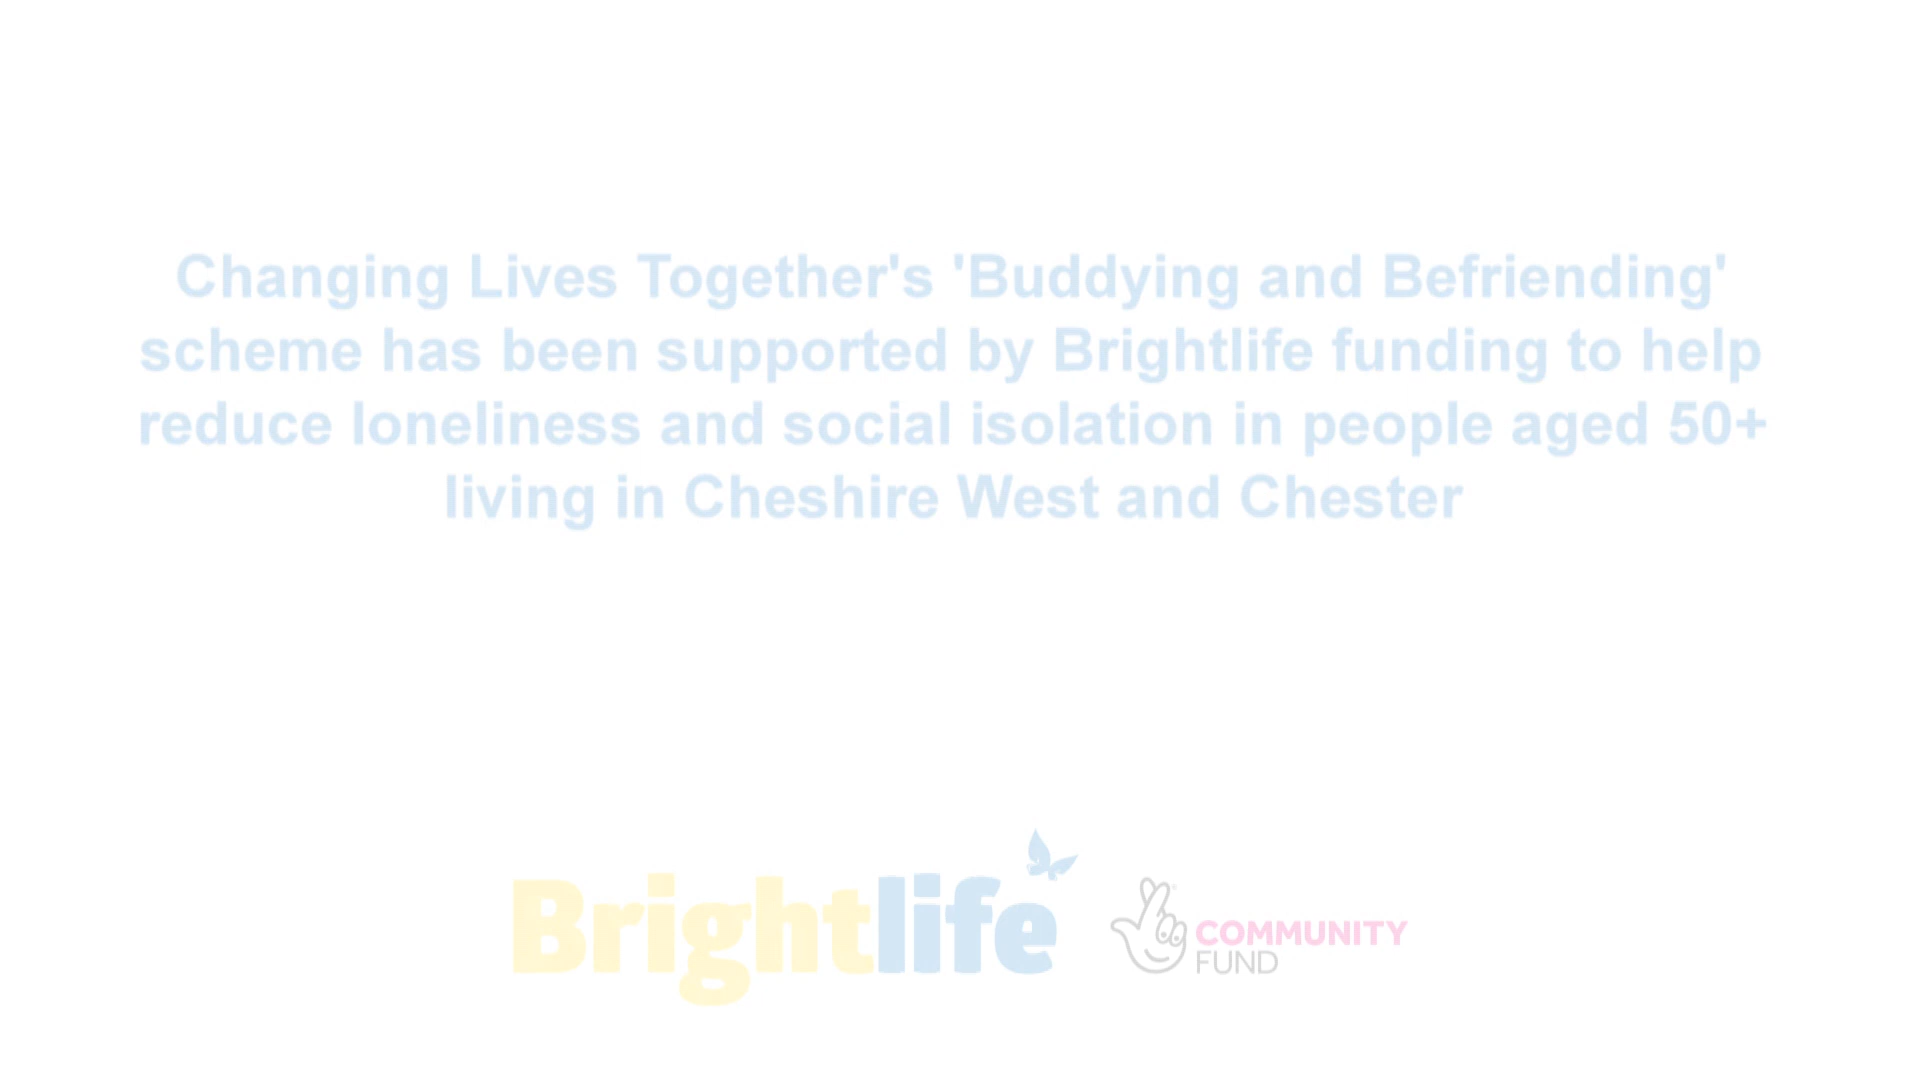 Changing Lives Together's 'Buddying and Befriending'
scheme has been supported by Brightlife funding to help
reduce loneliness and social isolation in people aged 50+
living in Cheshire West and Chester
Brightlife
COMMUNITY
FUND